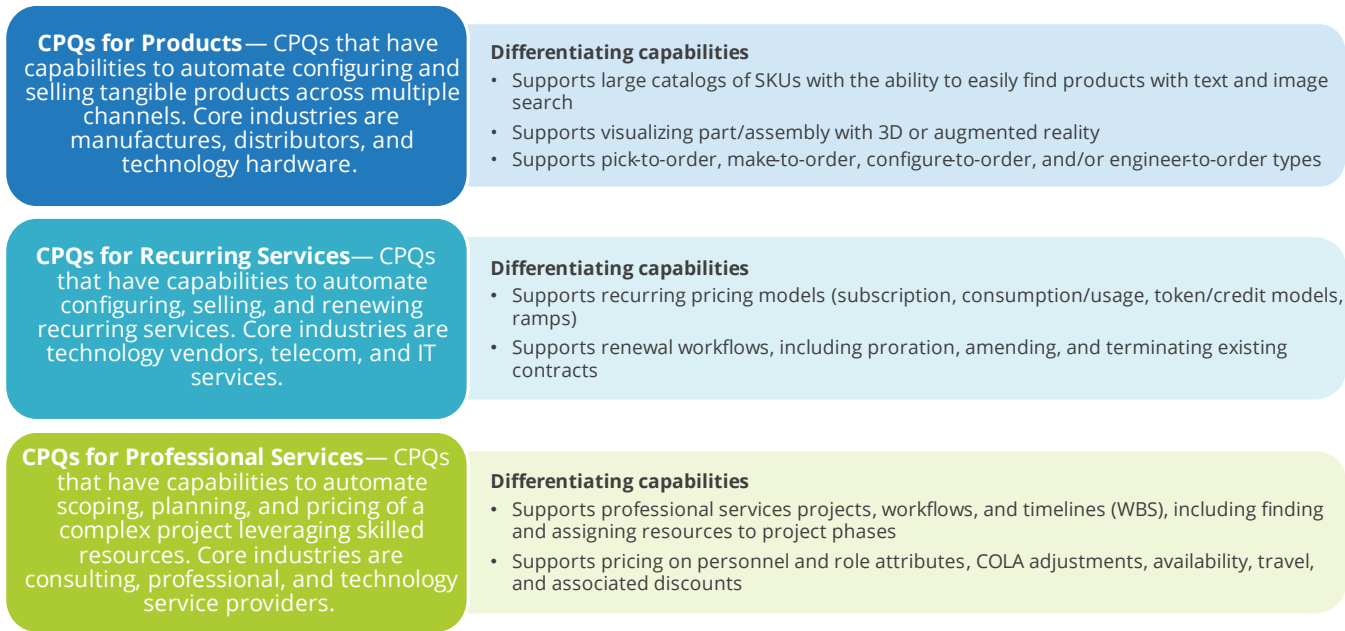 CPQs for Products— CPQs that have
capabilities to automate configuring and
selling tangible products across multiple
channels. Core industries are
manufactures, distributors, and
technology hardware.
Differentiating capabilities
• Supports large catalogs of SKUs with the ability to easily find products with text and image
search
• Supports visualizing part/assembly with 3D or augmented reality
• Supports pick-to-order, make-to-order, configure-to-order, and/or engineer-to-order types
CPQs for Recurring Services— CPQs
that have capabilities to automate
configuring, selling, and renewing
recurring services. Core industries are
technology vendors, telecom, and IT
services.
Differentiating capabilities
• Supports recurring pricing models (subscription, consumption/usage, token/credit models,
ramps)
• Supports renewal workflows, including proration, amending, and terminating existing
contracts
CPQs for Professional Services— CPQs
that have capabilities to automate
scoping, planning, and pricing of a
complex project leveraging skilled
resources. Core industries are
consulting, professional, and technology
service providers.
Differentiating capabilities
• Supports professional services projects, workflows, and timelines (WBS), including finding
and assigning resources to project phases
• Supports pricing on personnel and role attributes, COLA adjustments, availability, travel,
and associated discounts